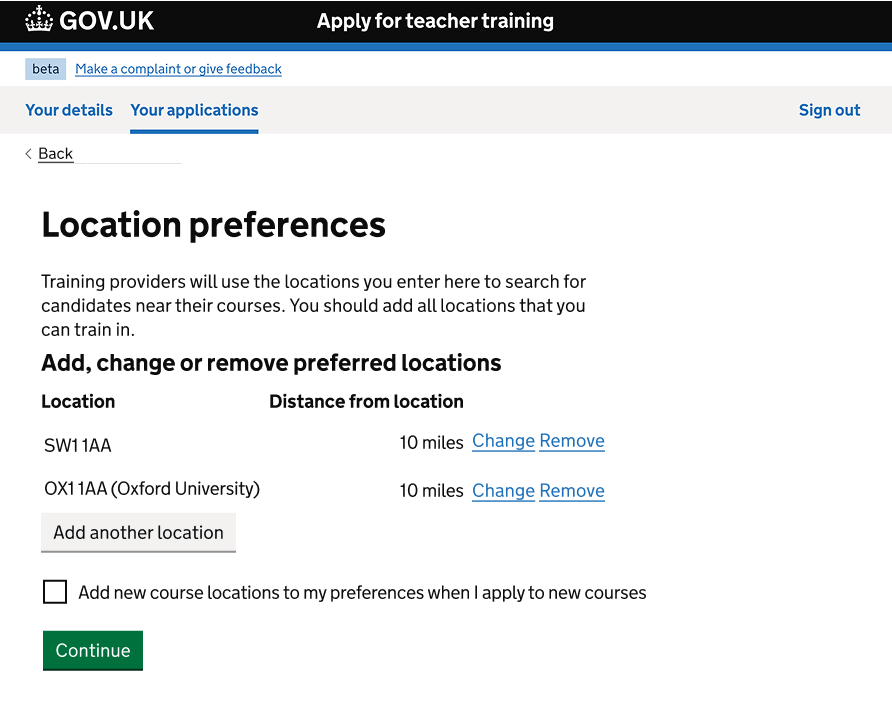 GOV.UK Apply for teacher training
beta Make a complaint or give feedback
Your details Your applications Sign out
Back
Location preferences
Training providers will use the locations you enter here to search for
candidates near their courses. You should add all locations that you
can train in.
Add, change or remove preferred locations
Location Distance from location
SW1 1AA 10 miles Change Remove
OX1 1AA (Oxford University) 10 miles Change Remove
Add another location
Add new course locations to my preferences when I apply to new courses
Continue